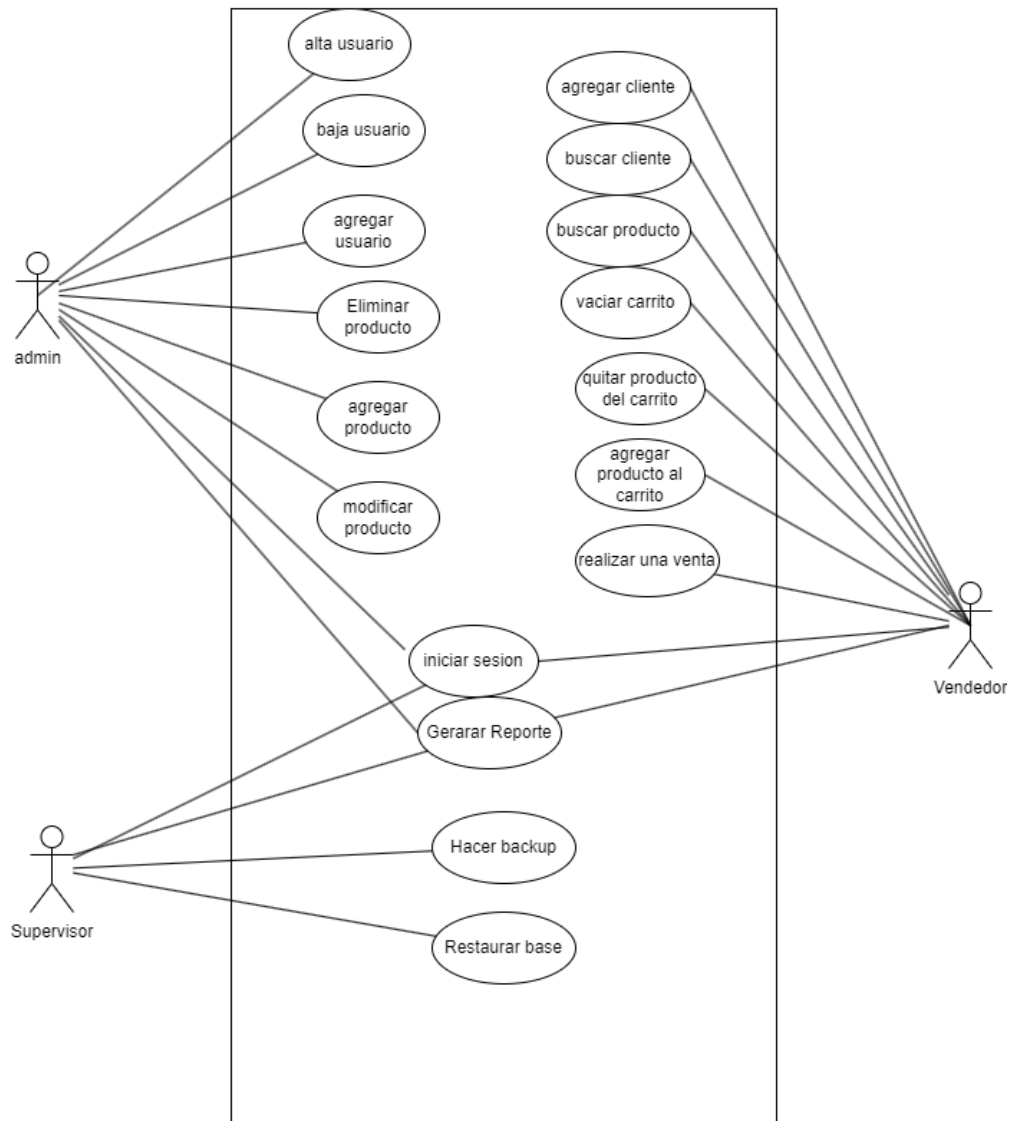 alta usuario
baja usuario
agregar
usuario
Eliminar
producto
agregar
producto
modificar
producto
admin
agregar cliente
buscar cliente
buscar producto
vaciar carrito
quitar producto
del carrito
agregar
producto al
carrito
realizar una venta
Vendedor
iniciar sesion
Gerarar Reporte
Hacer backup
Restaurar base
Supervisor